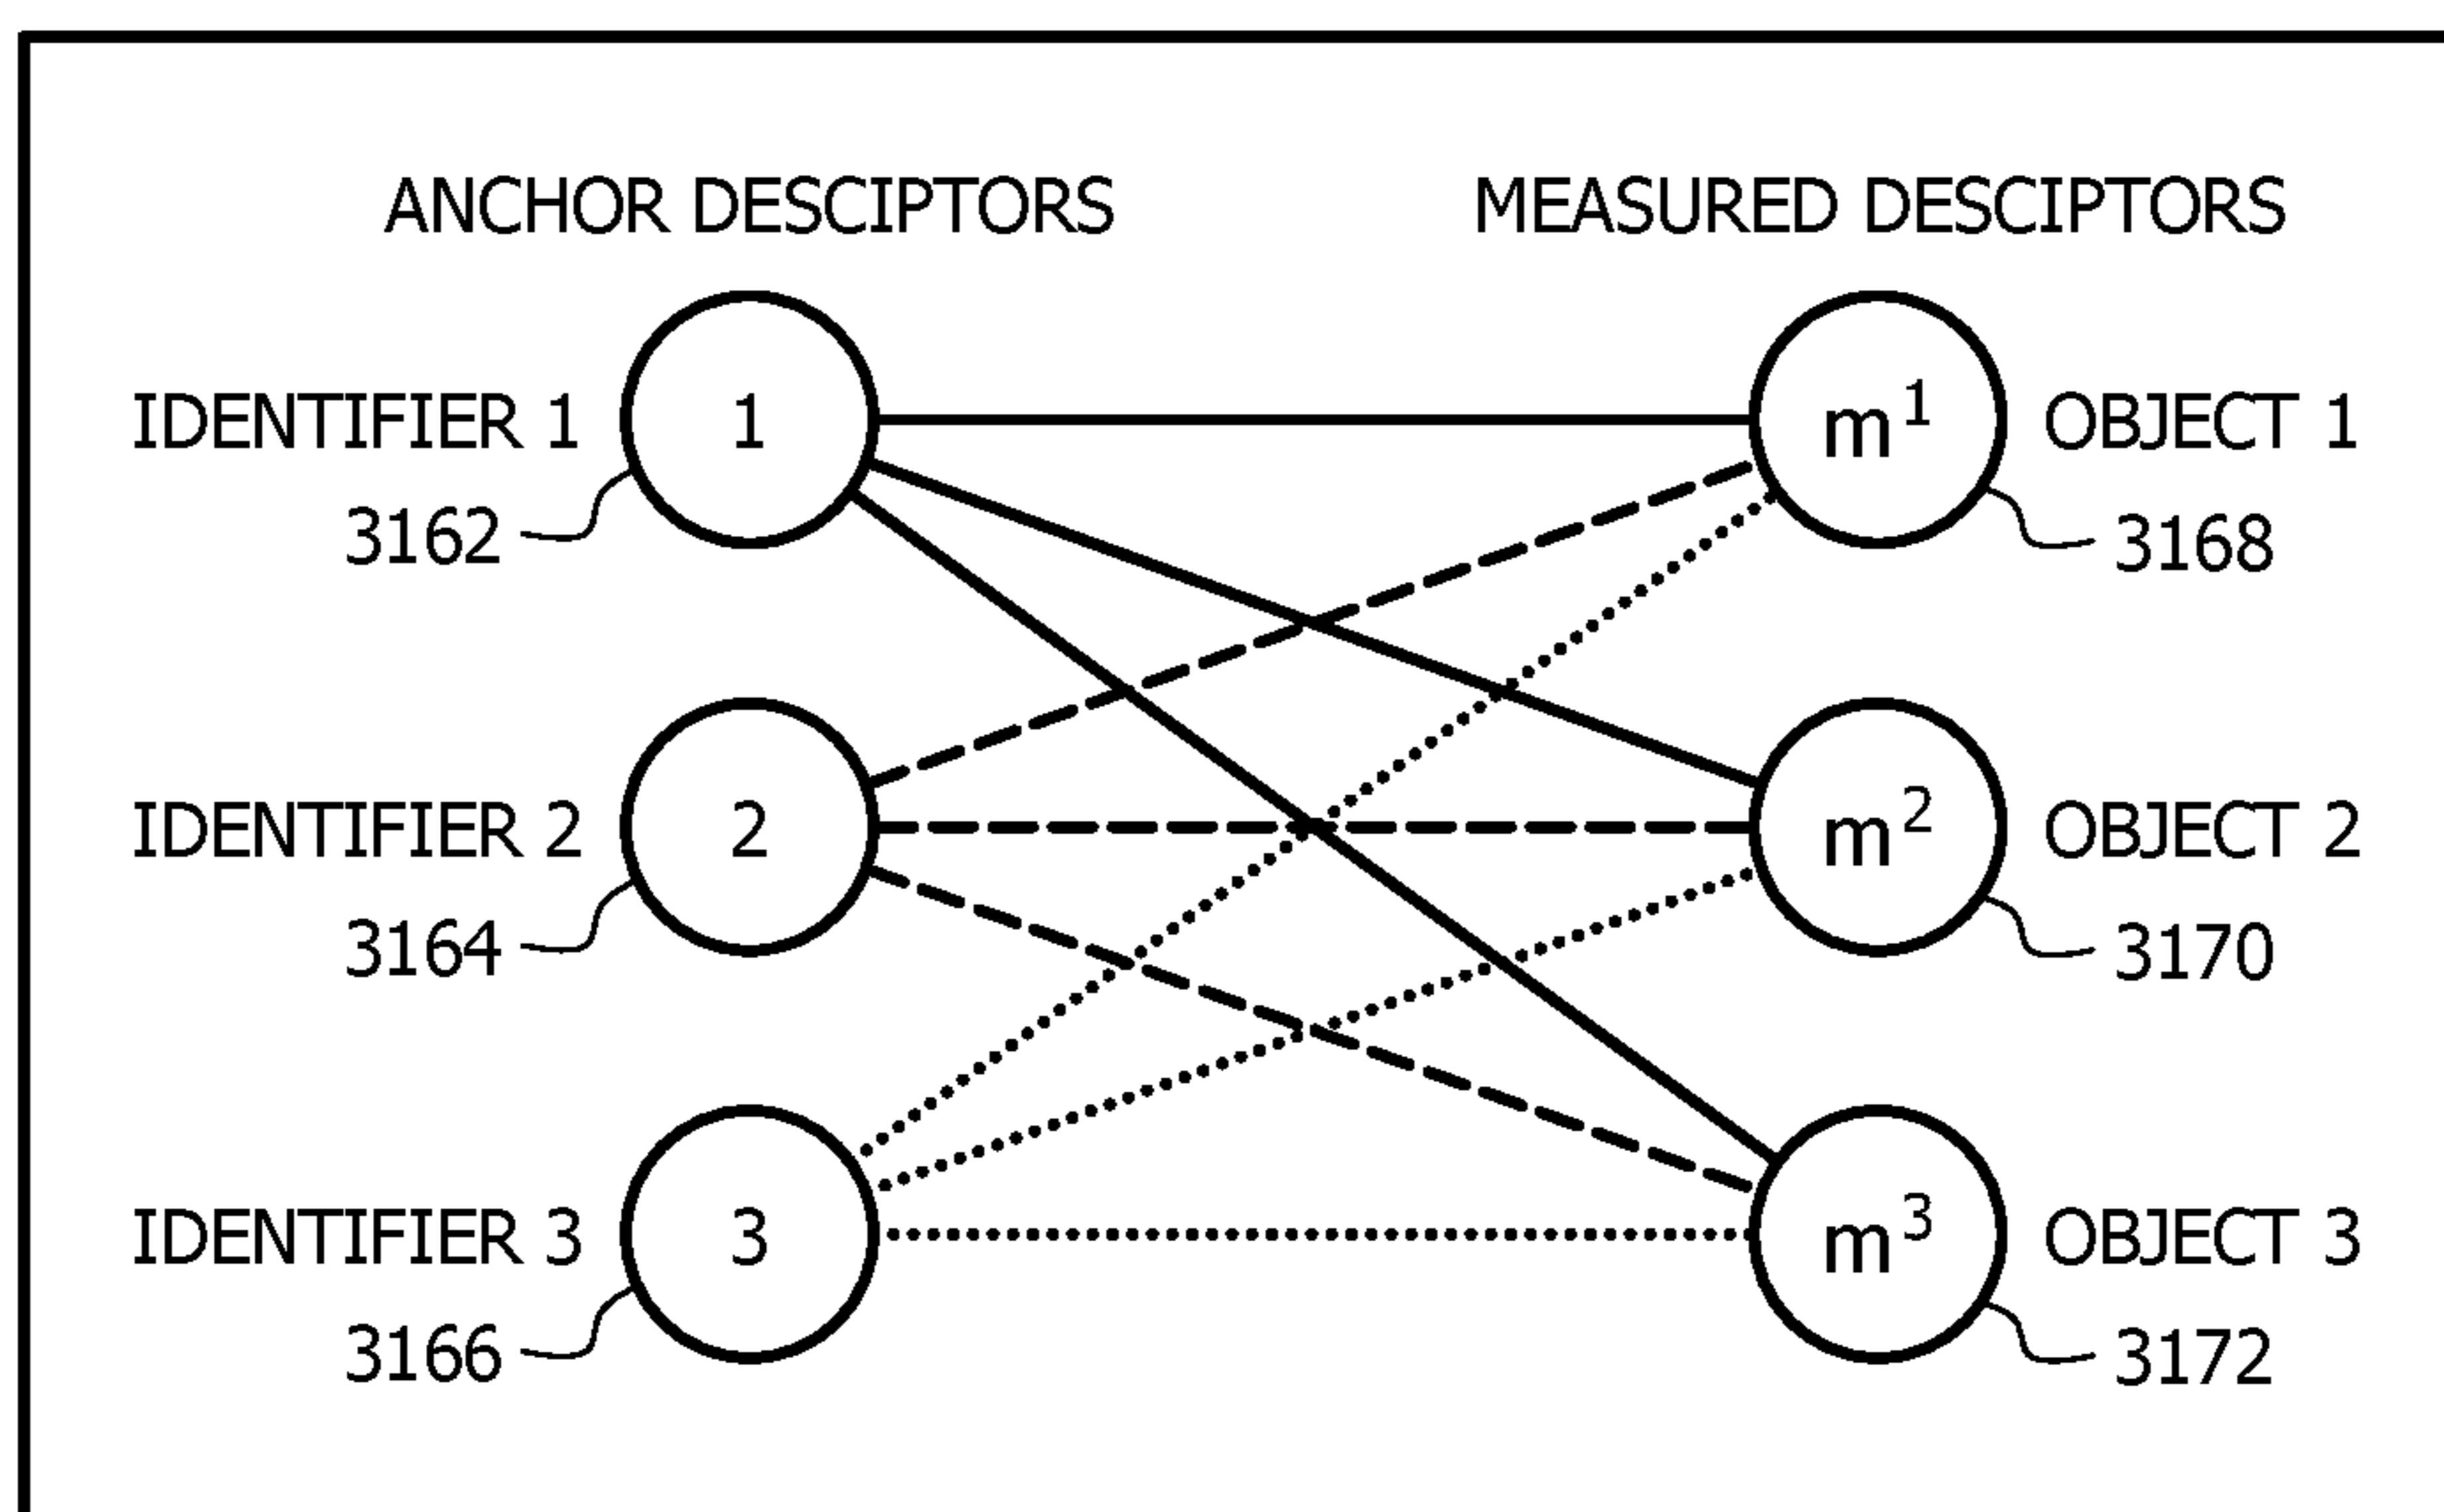 ANCHOR DESCIPTORS
MEASURED DESCIPTORS
IDENTIFIER 1
1
m¹
OBJECT 1
3162
3168
IDENTIFIER 2
2
m²
OBJECT 2
3164
3170
IDENTIFIER 3
3
m³
OBJECT 3
3166
3172